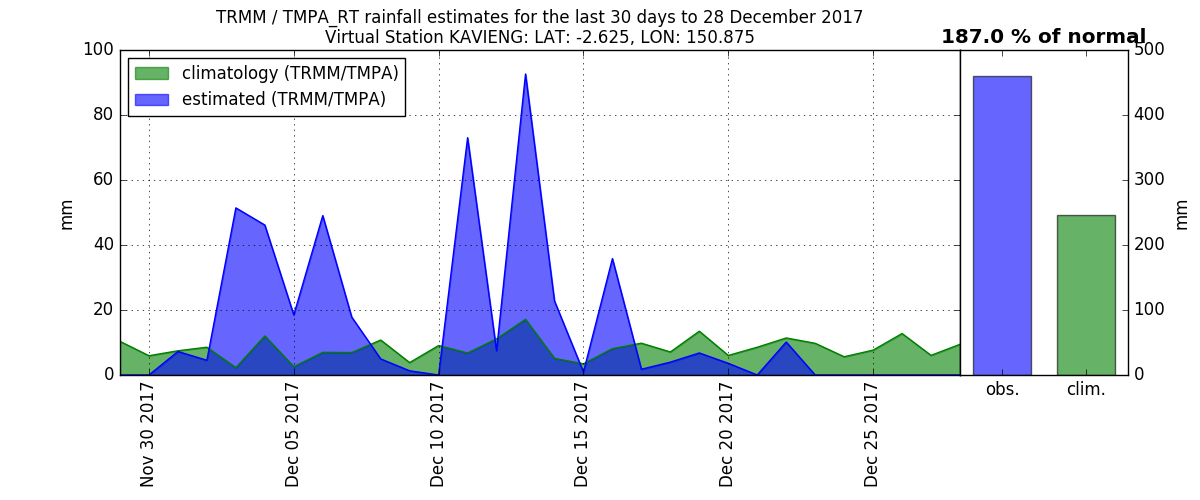 TRMM / TMPA_RT rainfall estimates for the last 30 days to 28 December 2017
Virtual Station KAVIENG: LAT: -2.625, LON: 150.875
187.0 % of normal
climatology (TRMM/TMPA)
estimated (TRMM/TMPA)
100
80
60
40
20
0
mm
Nov 30 2017
Dec 05 2017
Dec 10 2017
Dec 15 2017
Dec 20 2017
Dec 25 2017
500
400
300
200
100
0
mm
obs.
clim.